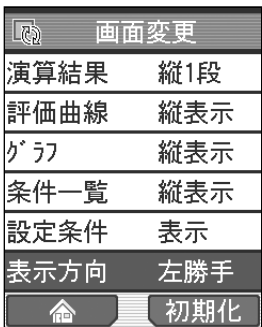 画面変更
演算結果 縦1段
評価曲線 縦表示
グラフ 縦表示
条件一覧 縦表示
設定条件 表示
表示方向 左勝手
初期化